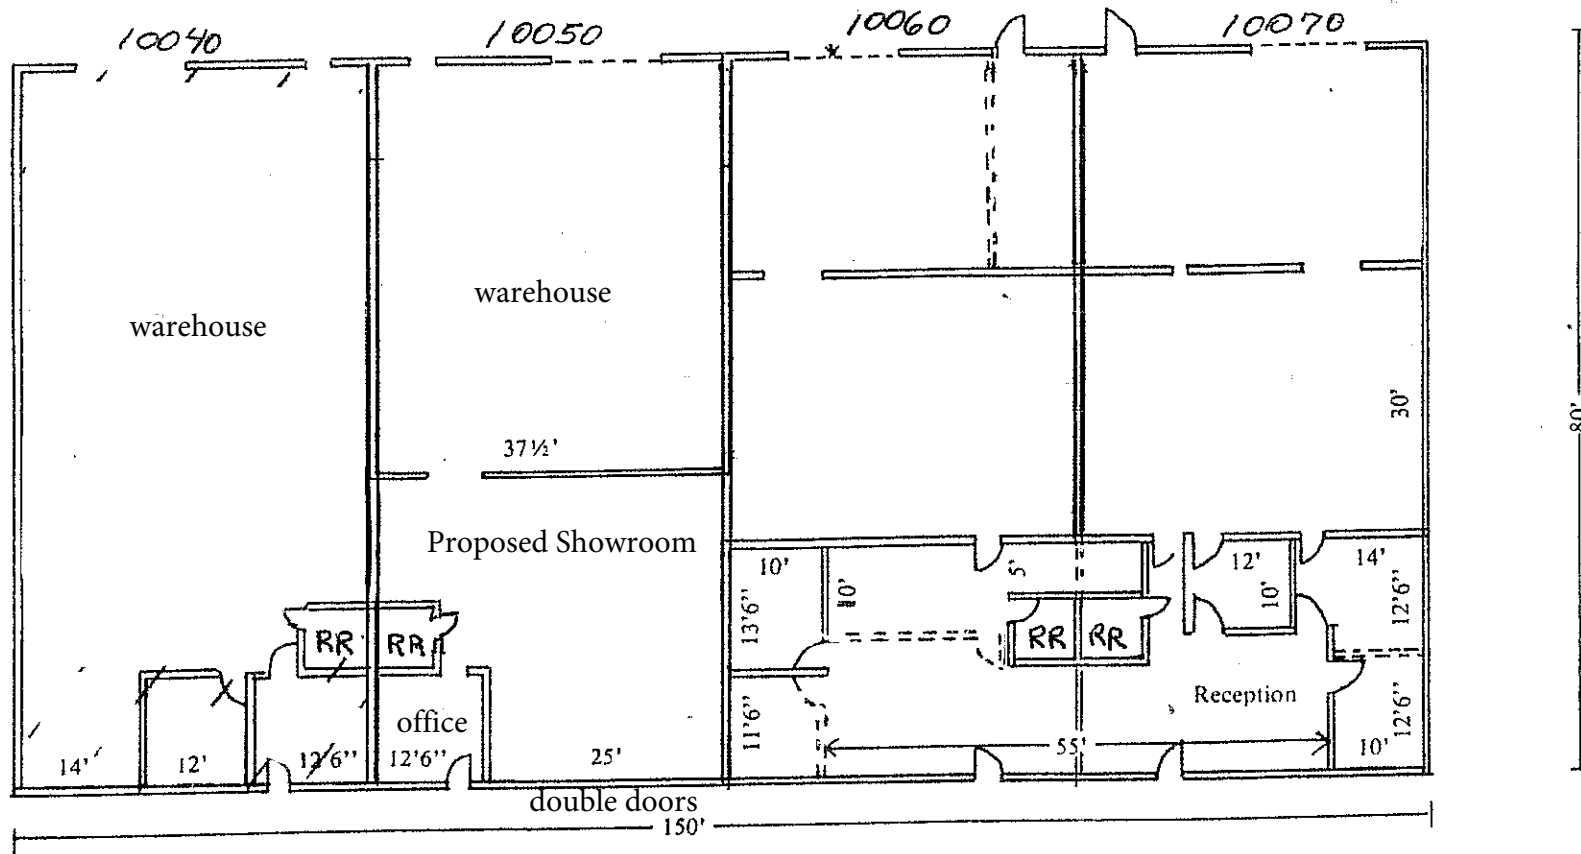 10040
10050
10060
10070
warehouse
warehouse
37½'
30'
80'
Proposed Showroom
10'
10'
5'
12'
14'
13'6"
10'
12'6"
RR
RR
RR
RR
Reception
office
11'6"
12'6"
14'
12'
12'6"
12'6"
25'
55'
10'
double doors
150'